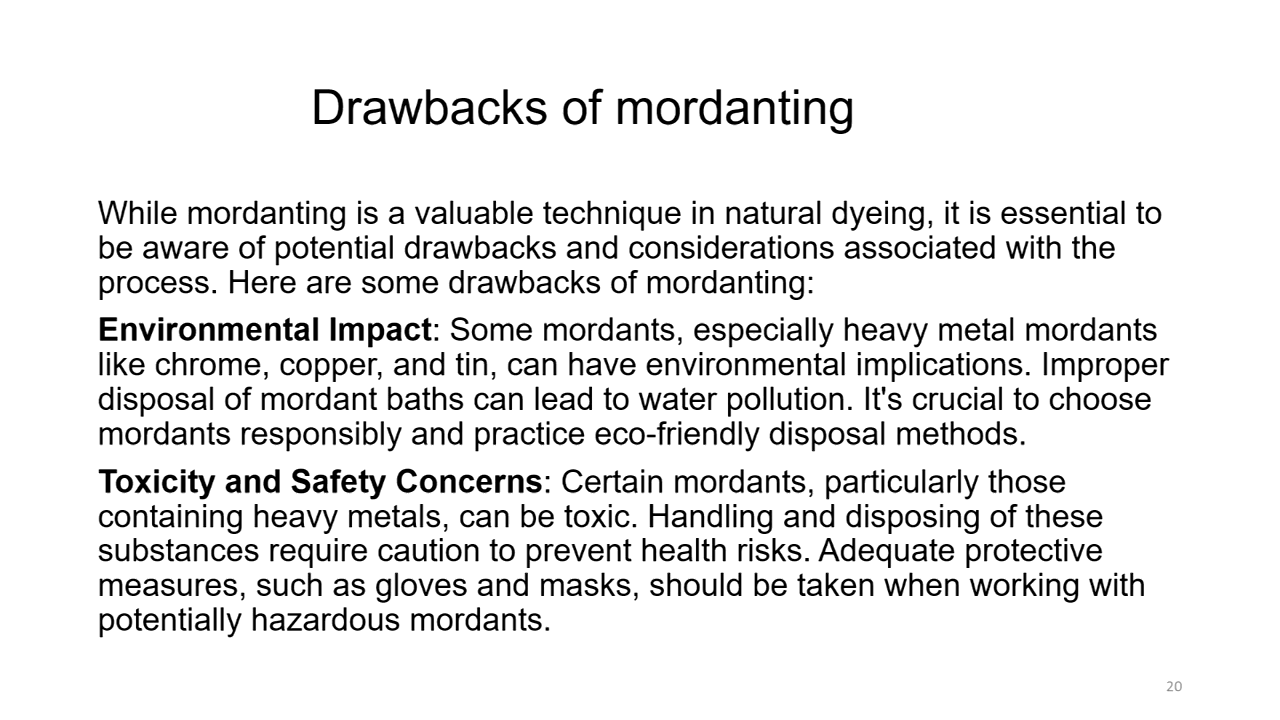 Drawbacks of mordanting
While mordanting is a valuable technique in natural dyeing, it is essential to
be aware of potential drawbacks and considerations associated with the
process. Here are some drawbacks of mordanting:
Environmental Impact: Some mordants, especially heavy metal mordants
like chrome, copper, and tin, can have environmental implications. Improper
disposal of mordant baths can lead to water pollution. It's crucial to choose
mordants responsibly and practice eco-friendly disposal methods.
Toxicity and Safety Concerns: Certain mordants, particularly those
containing heavy metals, can be toxic. Handling and disposing of these
substances require caution to prevent health risks. Adequate protective
measures, such as gloves and masks, should be taken when working with
potentially hazardous mordants.
20